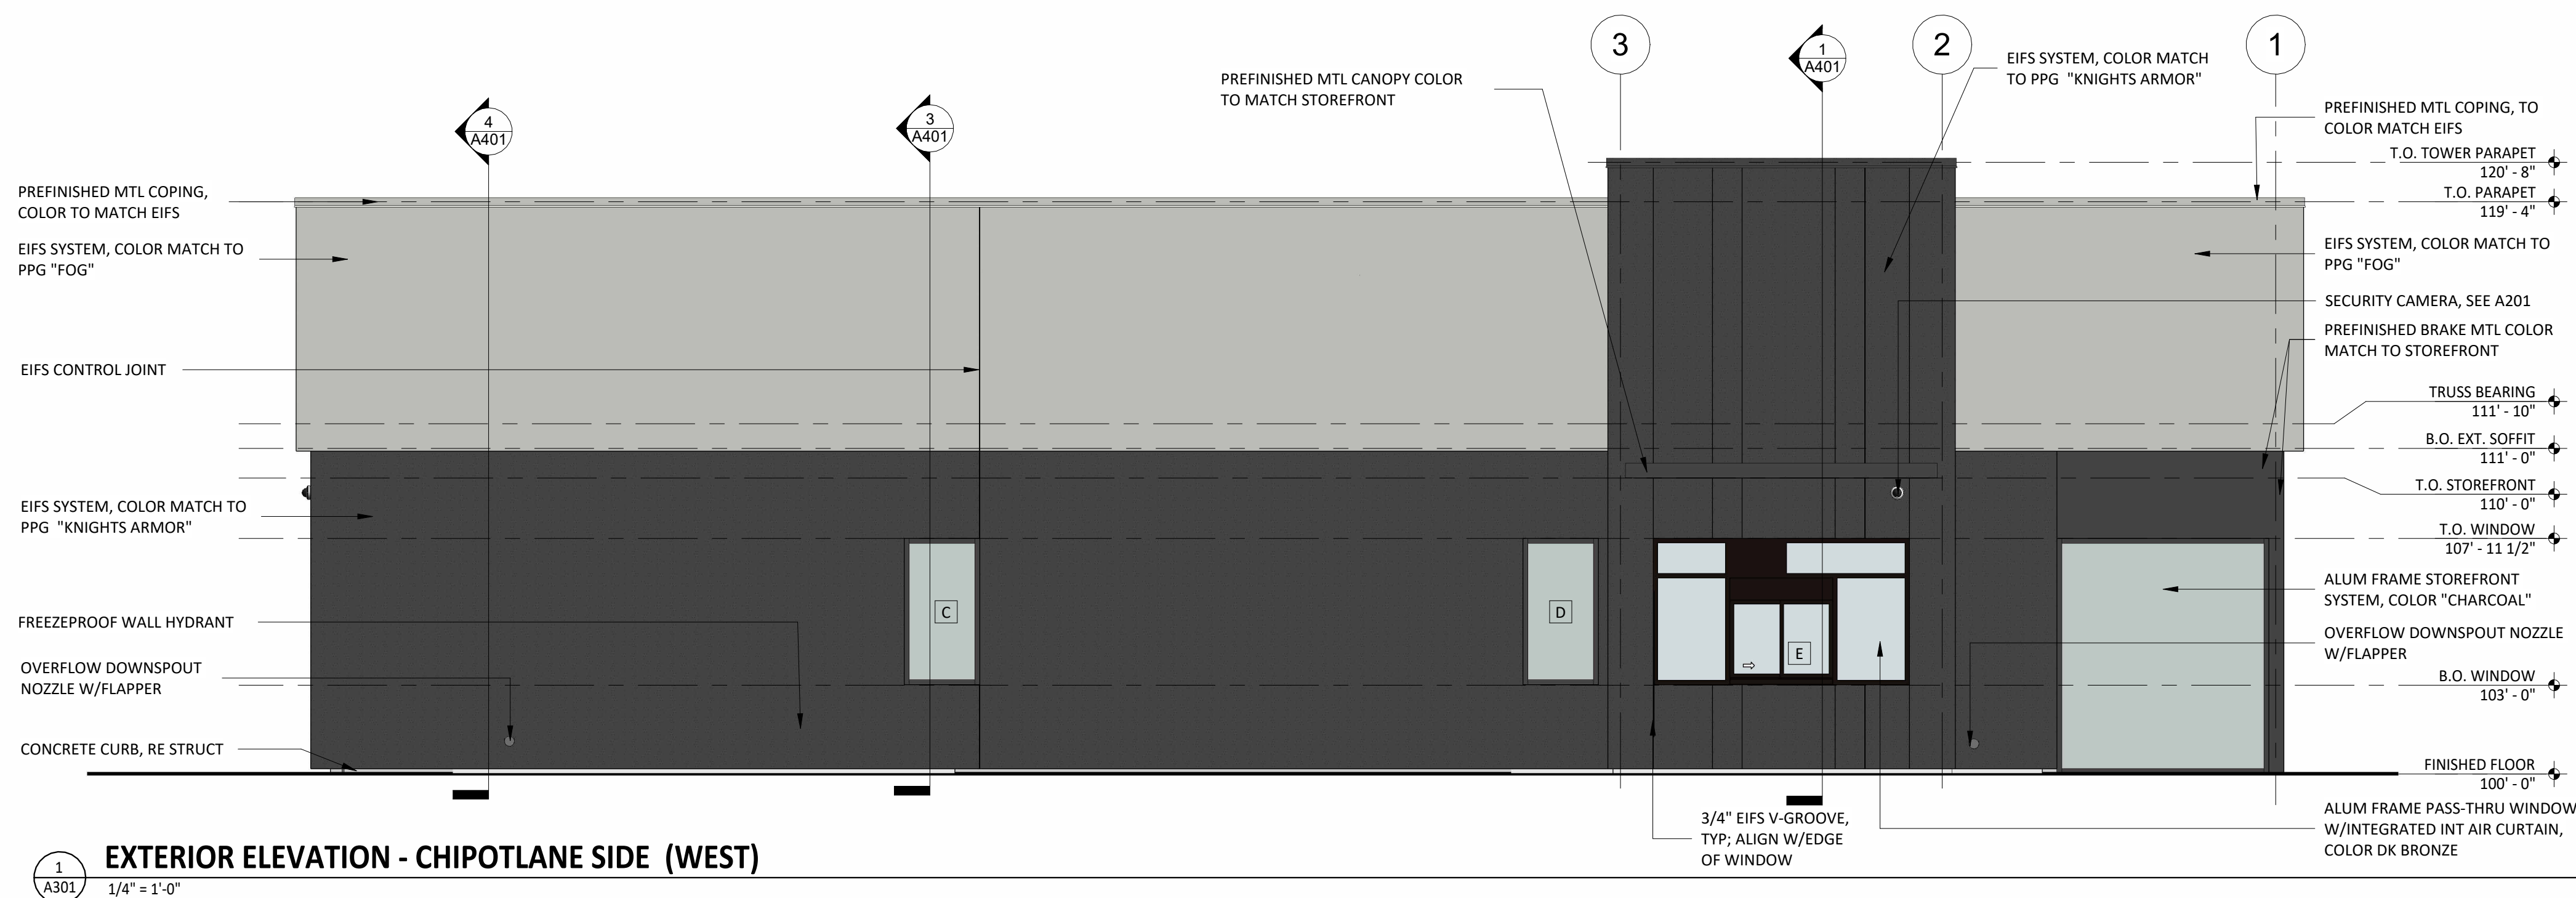 3
2
1
1
A401
4
A401
3
A401
PREFINISHED MTL CANOPY COLOR
TO MATCH STOREFRONT
EIFS SYSTEM, COLOR MATCH
TO PPG "KNIGHTS ARMOR"
PREFINISHED MTL COPING,
COLOR TO MATCH EIFS
EIFS SYSTEM, COLOR MATCH TO
PPG "FOG"
EIFS CONTROL JOINT
EIFS SYSTEM, COLOR MATCH TO
PPG "KNIGHTS ARMOR"
FREEZEPROOF WALL HYDRANT
OVERFLOW DOWNSPOUT
NOZZLE W/FLAPPER
CONCRETE CURB, RE STRUCT
C
D
E
PREFINISHED MTL COPING, TO
COLOR MATCH EIFS
T.O. TOWER PARAPET
120' - 8"
T.O. PARAPET
119' - 4"
EIFS SYSTEM, COLOR MATCH TO
PPG "FOG"
SECURITY CAMERA, SEE A201
PREFINISHED BRAKE MTL COLOR
MATCH TO STOREFRONT
TRUSS BEARING
111' - 10"
B.O. EXT. SOFFIT
111' - 0"
T.O. STOREFRONT
110' - 0"
T.O. WINDOW
107' - 11 1/2"
ALUM FRAME STOREFRONT
SYSTEM, COLOR "CHARCOAL"
OVERFLOW DOWNSPOUT NOZZLE
W/FLAPPER
B.O. WINDOW
103' - 0"
FINISHED FLOOR
100' - 0"
ALUM FRAME PASS-THRU WINDOW
W/INTEGRATED INT AIR CURTAIN,
COLOR DK BRONZE
3/4" EIFS V-GROOVE,
TYP; ALIGN W/EDGE
OF WINDOW
1
A301
EXTERIOR ELEVATION - CHIPOTLANE SIDE (WEST)
1/4" = 1'-0"